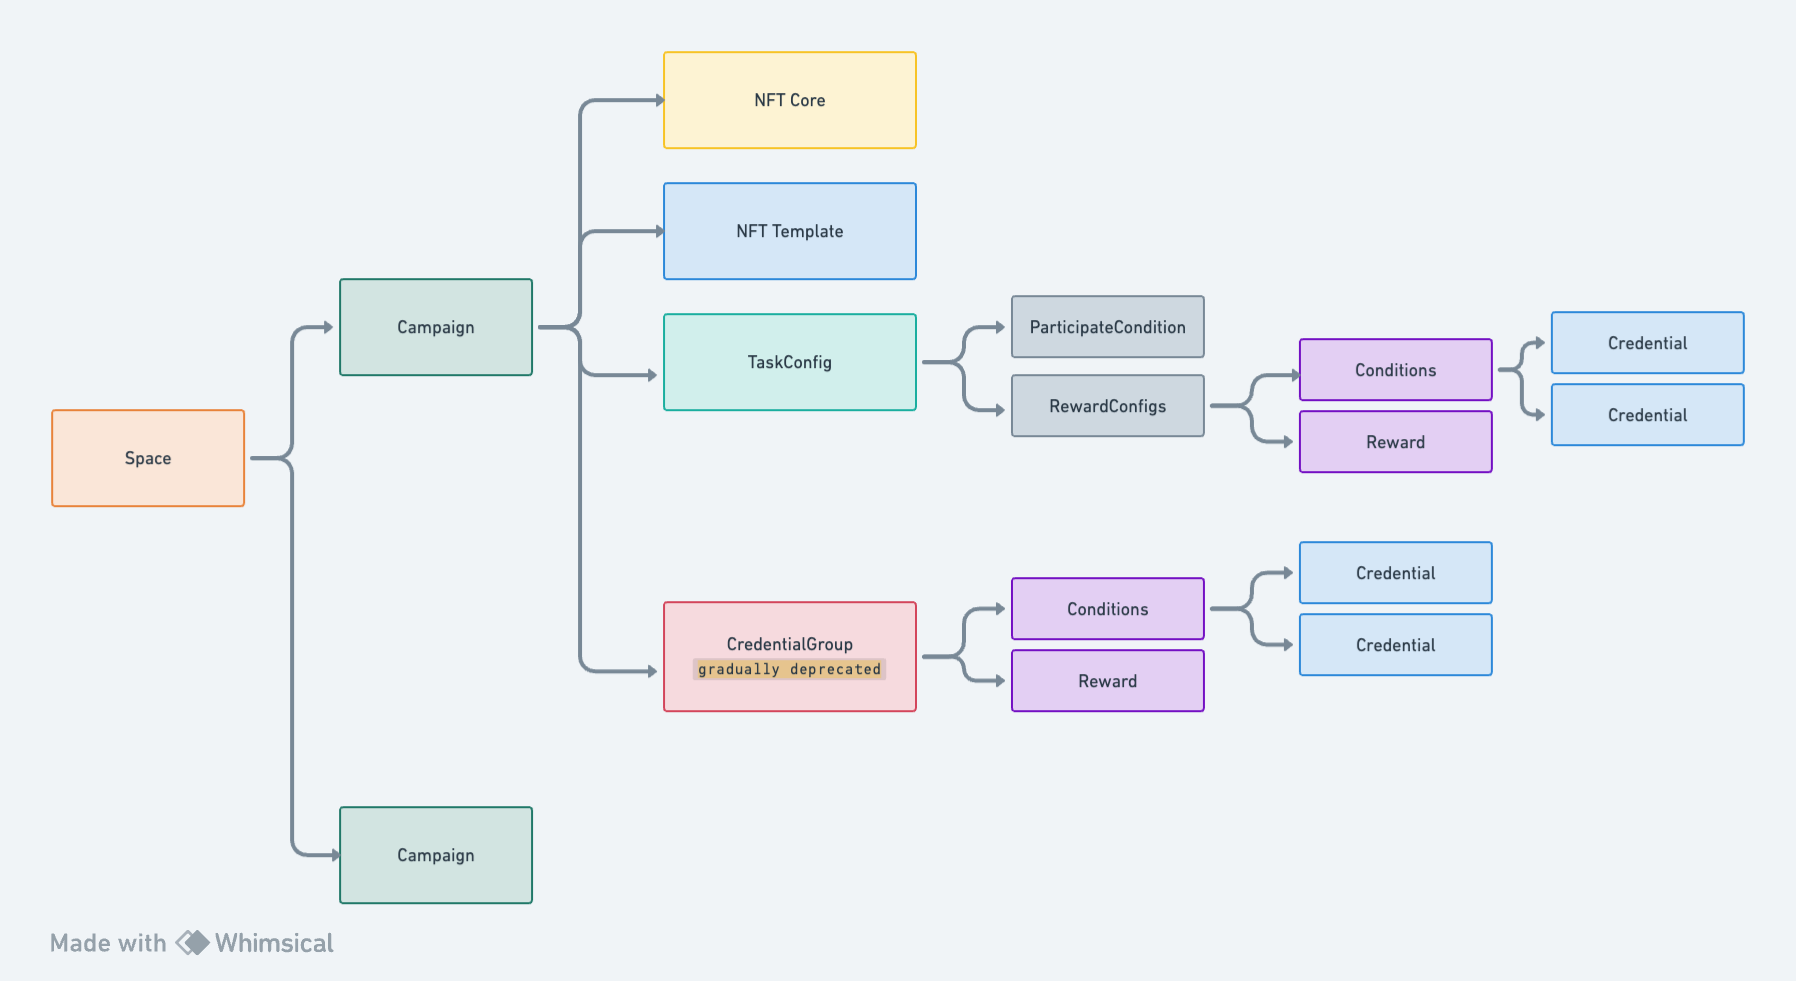 NFT Core
NFT Template
Campaign
TaskConfig
ParticipateCondition
RewardConfigs
Conditions
Reward
Credential
Credential
Space
CredentialGroup
gradually deprecated
Conditions
Reward
Credential
Credential
Campaign
Made with Whimsical